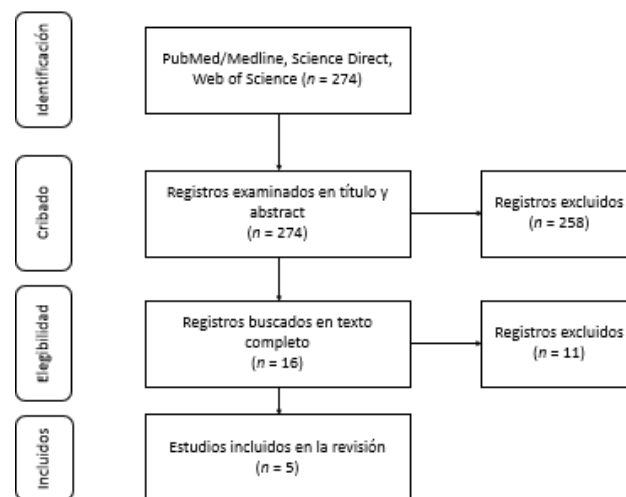 Identificación
PubMed/Medline, Science Direct,
Web of Science (n = 274)
Cribado
Registros examinados en título y
abstract
(n = 274)
Registros excluidos
(n = 258)
Elegibilidad
Registros buscados en texto
completo
(n = 16)
Registros excluidos
(n = 11)
Incluidos
Estudios incluidos en la revisión
(n = 5)